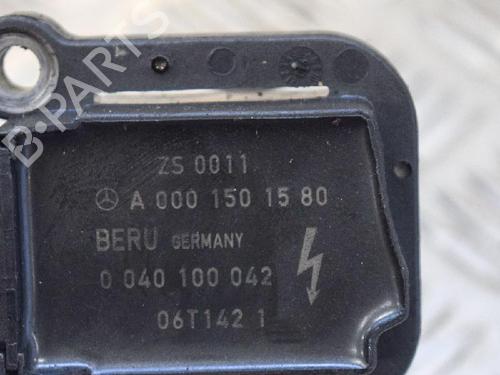 B-PARTS
ZS 0011
A 000 150 15 80
BERU GERMANY
0 040 100 042
06T142 1